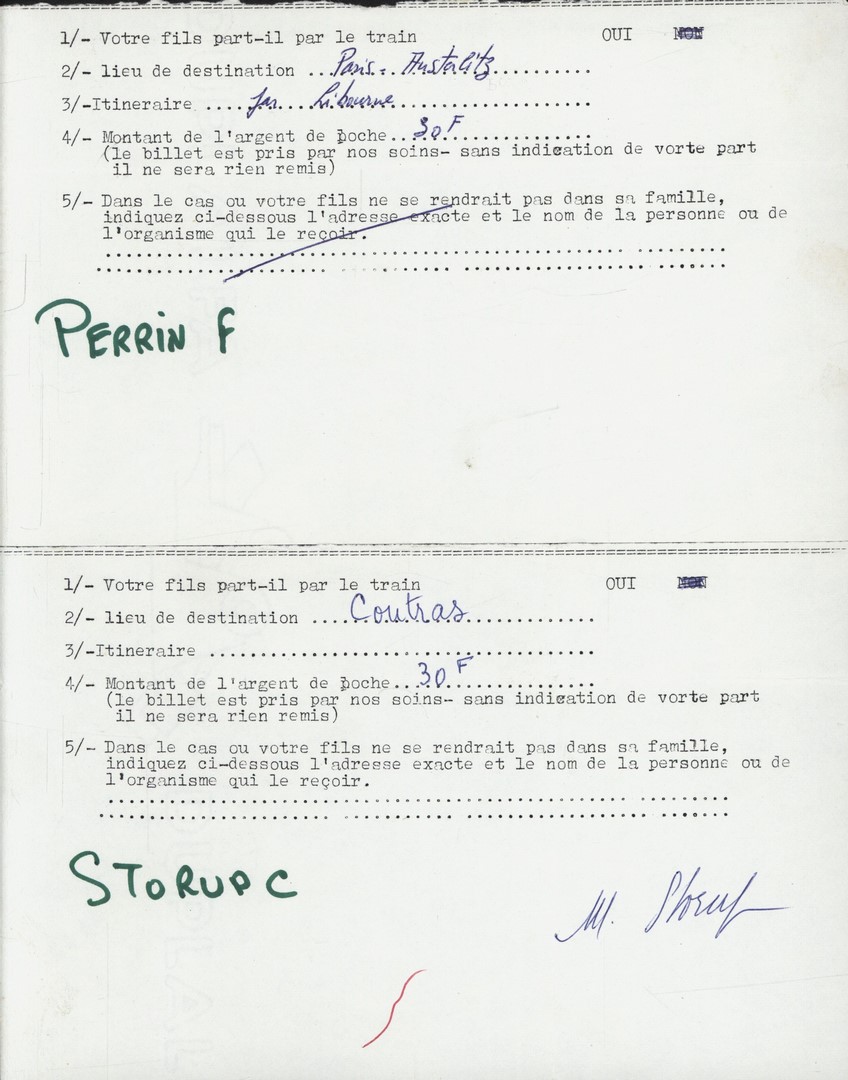 1/- Votre fils part-il par le train OUI NON
2/- lieu de destination ...Paris-Austerlitz..........
3/-Itineraire ....par....Libourne....................
4/- Montant de l'argent de poche...30F...............
(le billet est pris par nos soins- sans indication de vorte part
il ne sera rien remis)
5/- Dans le cas ou votre fils ne se rendrait pas dans sa famille,
indiquez ci-dessous l'adresse exacte et le nom de la personne ou de
l'organisme qui le reçoir.
PERRIN F
1/- Votre fils part-il par le train OUI NON
2/- lieu de destination ....Coutras..............
3/-Itineraire .......................................
4/- Montant de l'argent de poche...30F...............
(le billet est pris par nos soins- sans indication de vorte part
il ne sera rien remis)
5/- Dans le cas ou votre fils ne se rendrait pas dans sa famille,
indiquez ci-dessous l'adresse exacte et le nom de la personne ou de
l'organisme qui le reçoir.
STORUP C
M. Storup